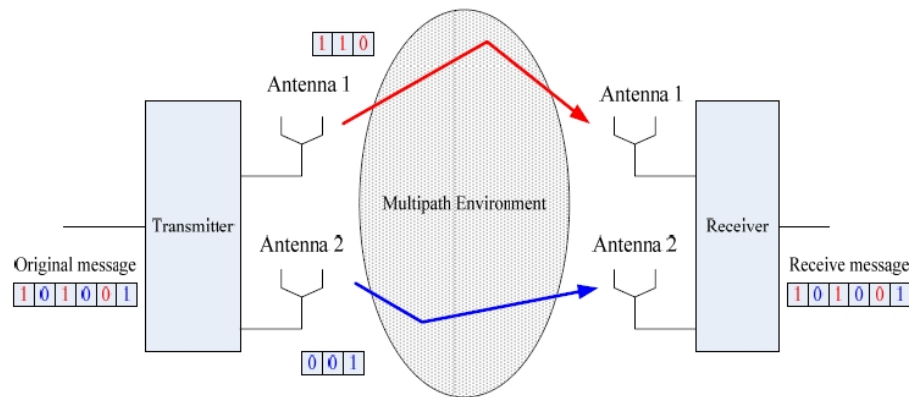 1 1 0
Antenna 1
Antenna 1
Transmitter
Multipath Environment
Receiver
Antenna 2
Antenna 2
Original message
1 0 1 0 0 1
Receive message
1 0 1 0 0 1
0 0 1